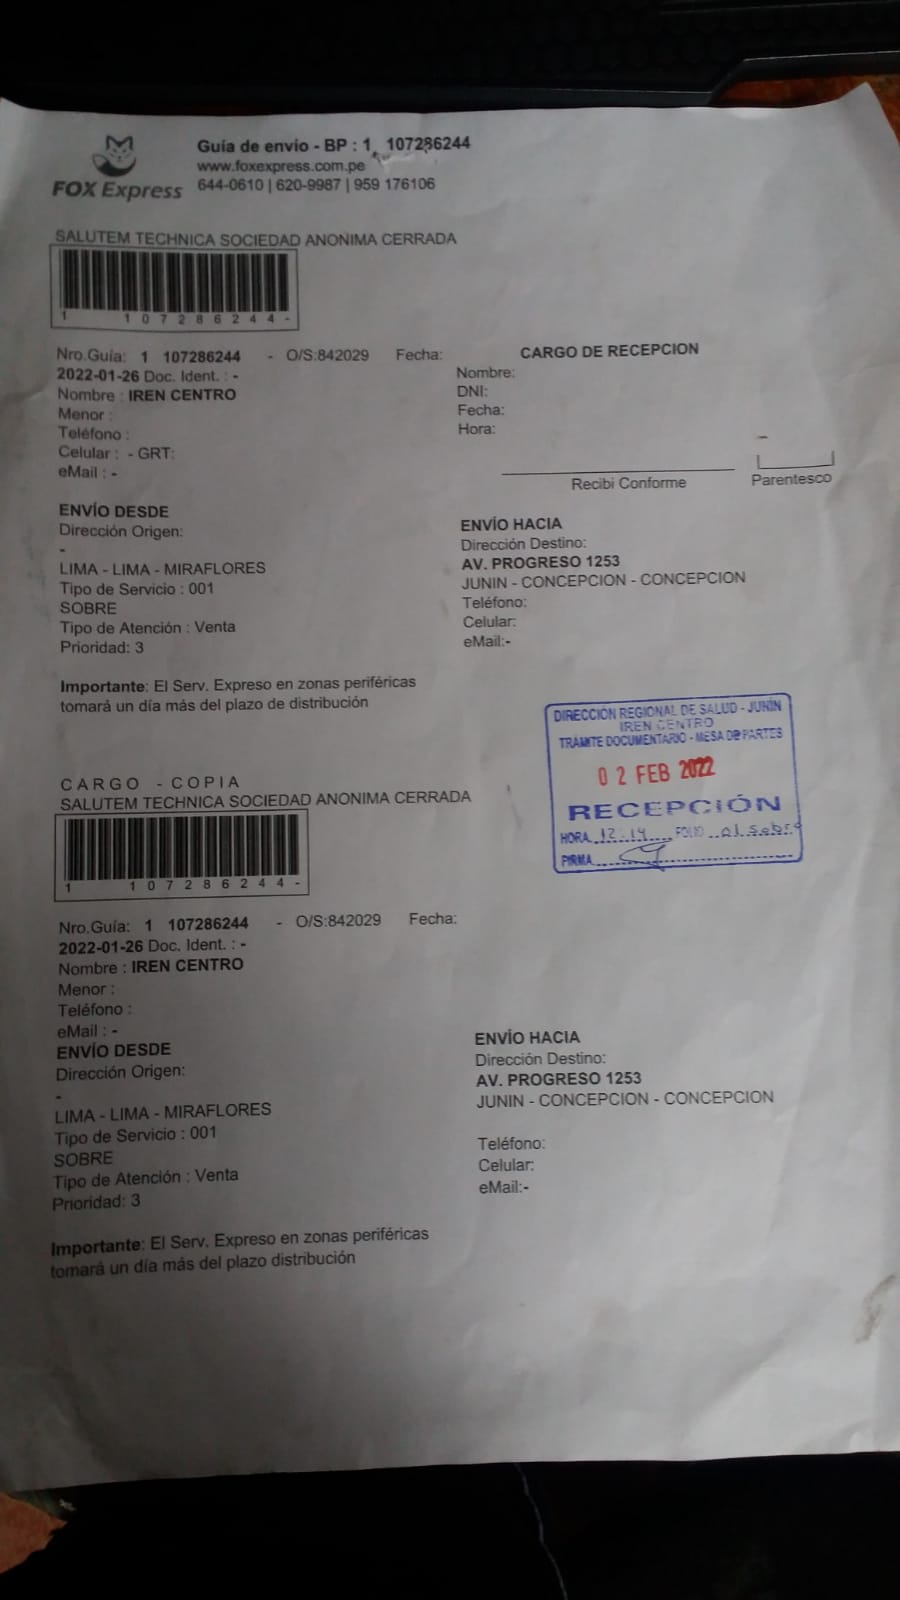 FOX Express
Guía de envío - BP : 1 107286244
www.foxexpress.com.pe
644-0610 | 620-9987 | 959 176106
SALUTEM TECHNICA SOCIEDAD ANONIMA CERRADA
1 107286244-
Nro.Guía: 1 107286244 - O/S:842029 Fecha:
2022-01-26 Doc. Ident. : -
Nombre : IREN CENTRO
Menor :
Teléfono :
Celular : - GRT:
eMail : -
CARGO DE RECEPCION
Nombre:
DNI:
Fecha:
Hora:
Recibi Conforme
Parentesco
ENVÍO DESDE
Dirección Origen:
-
LIMA - LIMA - MIRAFLORES
Tipo de Servicio : 001
SOBRE
Tipo de Atención : Venta
Prioridad: 3
ENVÍO HACIA
Dirección Destino:
AV. PROGRESO 1253
JUNIN - CONCEPCION - CONCEPCION
Teléfono:
Celular:
eMail:-
Importante: El Serv. Expreso en zonas periféricas
tomará un día más del plazo de distribución
DIRECCIÓN REGIONAL DE SALUD - JUNÍN
IREN CENTRO
TRÁMITE DOCUMENTARIO - MESA DE PARTES
02 FEB 2022
RECEPCIÓN
HORA 12:19 FOLIO 01 sobre
FIRMA
CARGO - COPIA
SALUTEM TECHNICA SOCIEDAD ANONIMA CERRADA
1 107286244-
Nro.Guía: 1 107286244 - O/S:842029 Fecha:
2022-01-26 Doc. Ident. : -
Nombre : IREN CENTRO
Menor :
Teléfono :
eMail : -
ENVÍO DESDE
Dirección Origen:
-
LIMA - LIMA - MIRAFLORES
Tipo de Servicio : 001
SOBRE
Tipo de Atención : Venta
Prioridad: 3
ENVÍO HACIA
Dirección Destino:
AV. PROGRESO 1253
JUNIN - CONCEPCION - CONCEPCION
Teléfono:
Celular:
eMail:-
Importante: El Serv. Expreso en zonas periféricas
tomará un día más del plazo distribución